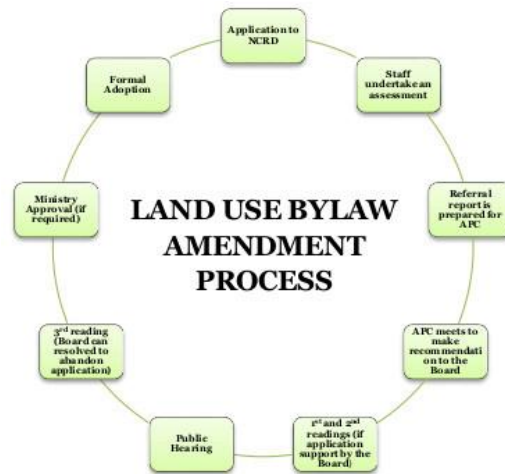 Application to
NCRD
Staff
undertake an
assessment
Referral
report is
prepared for
APC
APC meets to
make
recommendati
on to the
Board
1st and 2nd
readings (if
application
support by the
Board)
Public
Hearing
3rd reading
(Board can
resolved to
abandon
application)
Ministry
Approval (if
required)
Formal
Adoption
LAND USE BYLAW
AMENDMENT
PROCESS